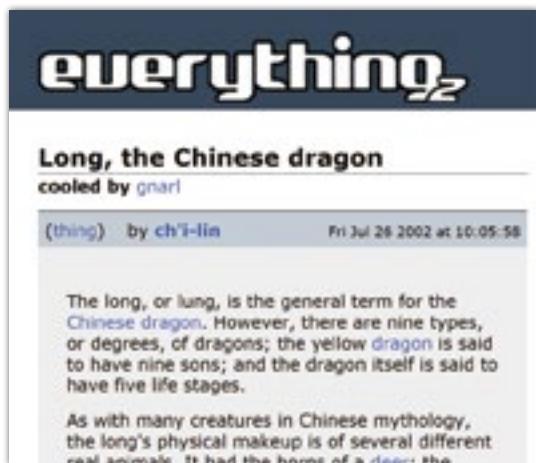 everything2
Long, the Chinese dragon
cooled by gnarl
(thing) by ch'i-lin Fri Jul 26 2002 at 10:05:58
The long, or lung, is the general term for the
Chinese dragon. However, there are nine types,
or degrees, of dragons; the yellow dragon is said
to have nine sons; and the dragon itself is said to
have five life stages.
As with many creatures in Chinese mythology,
the long's physical makeup is of several different
real animals. It had the horns of a deer; the